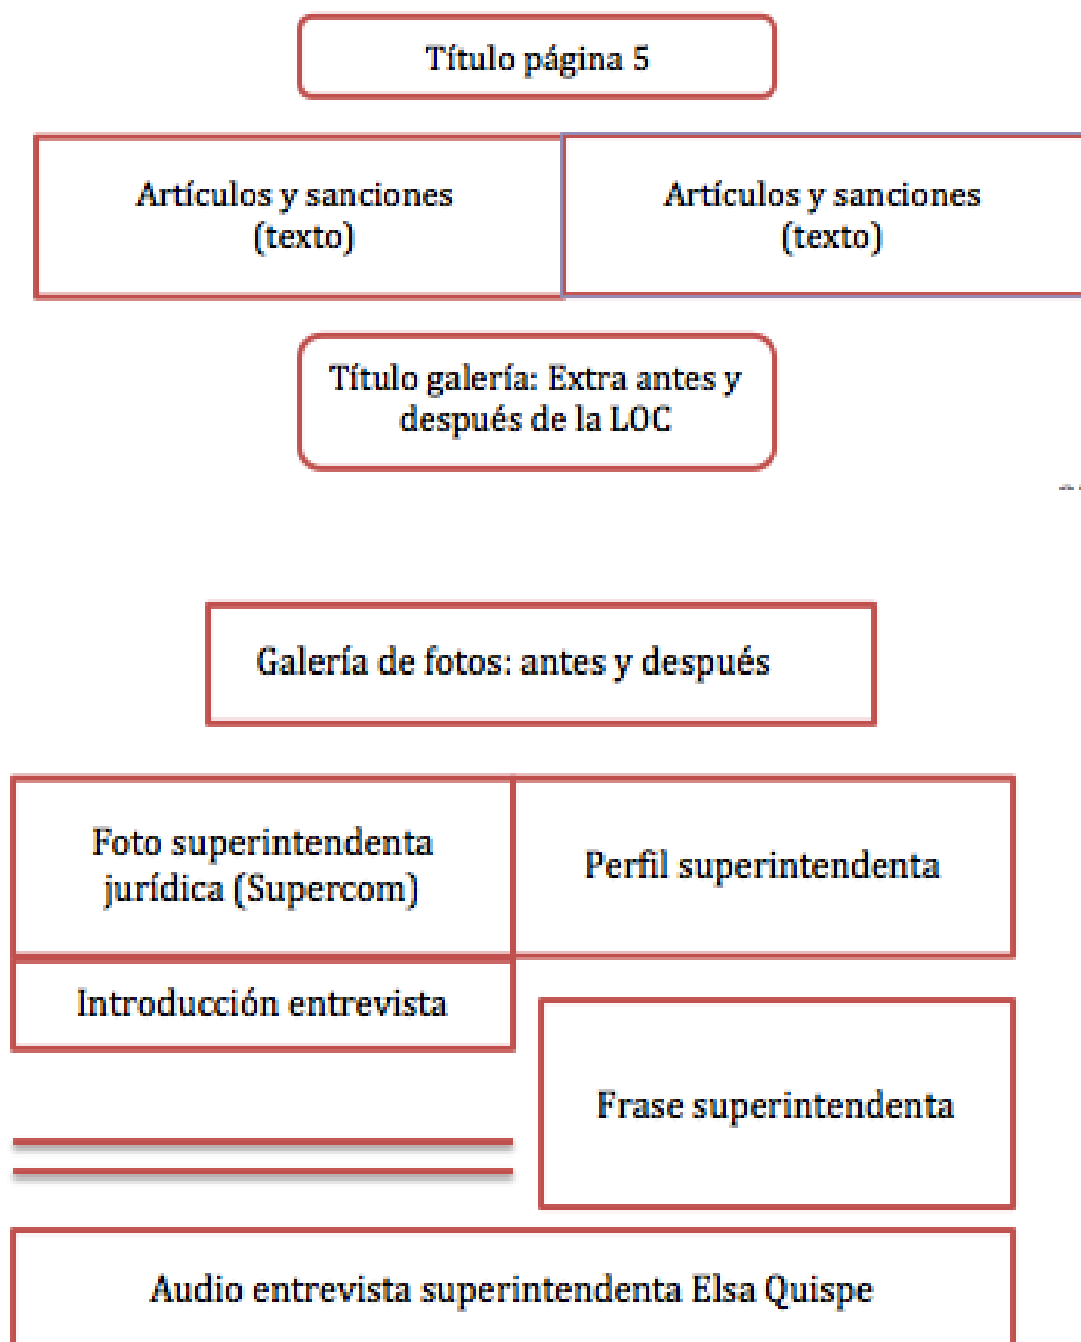 Título página 5
Artículos y sanciones
(texto)
Artículos y sanciones
(texto)
Título galería: Extra antes y
después de la LOC
Galería de fotos: antes y después
Foto superintendenta
jurídica (Supercom)
Perfil superintendenta
Introducción entrevista
Frase superintendenta
Audio entrevista superintendenta Elsa Quispe